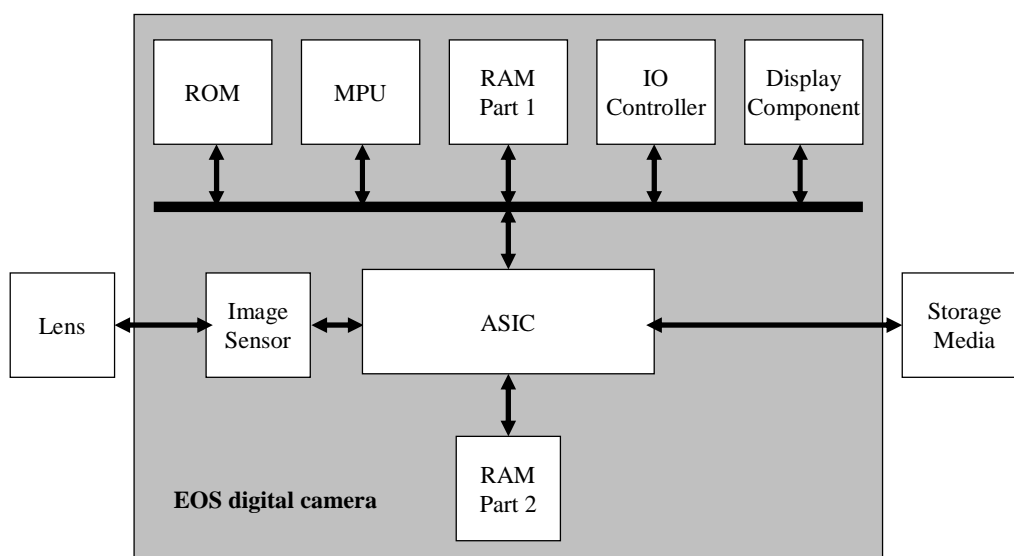 ROM
MPU
RAM
Part 1
IO
Controller
Display
Component
Lens
Image
Sensor
ASIC
Storage
Media
RAM
Part 2
EOS digital camera